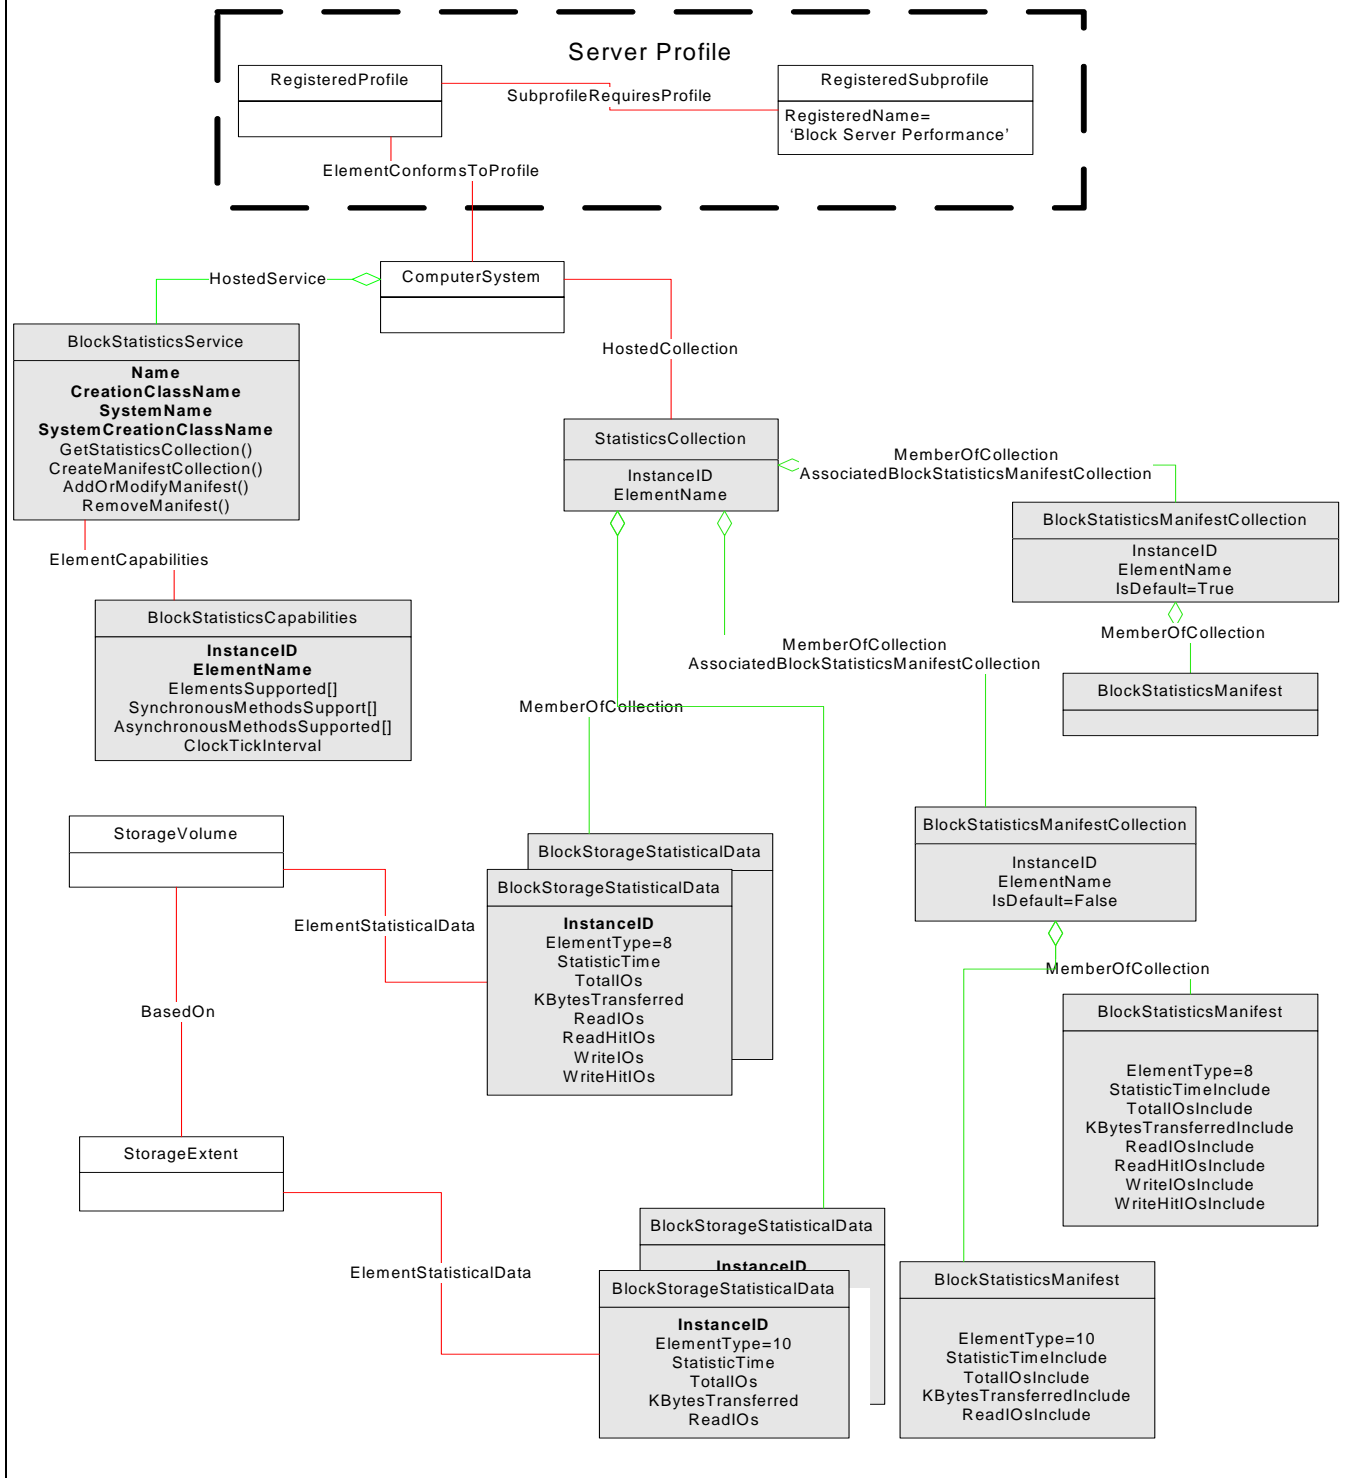 Server Profile
RegisteredProfile
RegisteredSubprofile
SubprofileRequiresProfile
RegisteredName=
‘Block Server Performance’
ElementConformsToProfile
ComputerSystem
HostedService
BlockStatisticsService
Name
CreationClassName
SystemName
SystemCreationClassName
GetStatisticsCollection()
CreateManifestCollection()
AddOrModifyManifest()
RemoveManifest()
HostedCollection
StatisticsCollection
InstanceID
ElementName
MemberOfCollection
AssociatedBlockStatisticsManifestCollection
BlockStatisticsManifestCollection
InstanceID
ElementName
IsDefault=True
MemberOfCollection
BlockStatisticsManifest
ElementCapabilities
BlockStatisticsCapabilities
InstanceID
ElementName
ElementsSupported[]
SynchronousMethodsSupport[]
AsynchronousMethodsSupported[]
ClockTickInterval
MemberOfCollection
AssociatedBlockStatisticsManifestCollection
MemberOfCollection
StorageVolume
BlockStorageStatisticalData
BlockStorageStatisticalData
InstanceID
ElementType=8
StatisticTime
TotalIOs
KBytesTransferred
ReadIOs
ReadHitIOs
WriteIOs
WriteHitIOs
ElementStatisticalData
BasedOn
BlockStatisticsManifestCollection
InstanceID
ElementName
IsDefault=False
MemberOfCollection
BlockStatisticsManifest
ElementType=8
StatisticTimeInclude
TotalIOsInclude
KBytesTransferredInclude
ReadIOsInclude
ReadHitIOsInclude
WriteIOsInclude
WriteHitIOsInclude
StorageExtent
ElementStatisticalData
BlockStorageStatisticalData
InstanceID
BlockStorageStatisticalData
InstanceID
ElementType=10
StatisticTime
TotalIOs
KBytesTransferred
ReadIOs
BlockStatisticsManifest
ElementType=10
StatisticTimeInclude
TotalIOsInclude
KBytesTransferredInclude
ReadIOsInclude